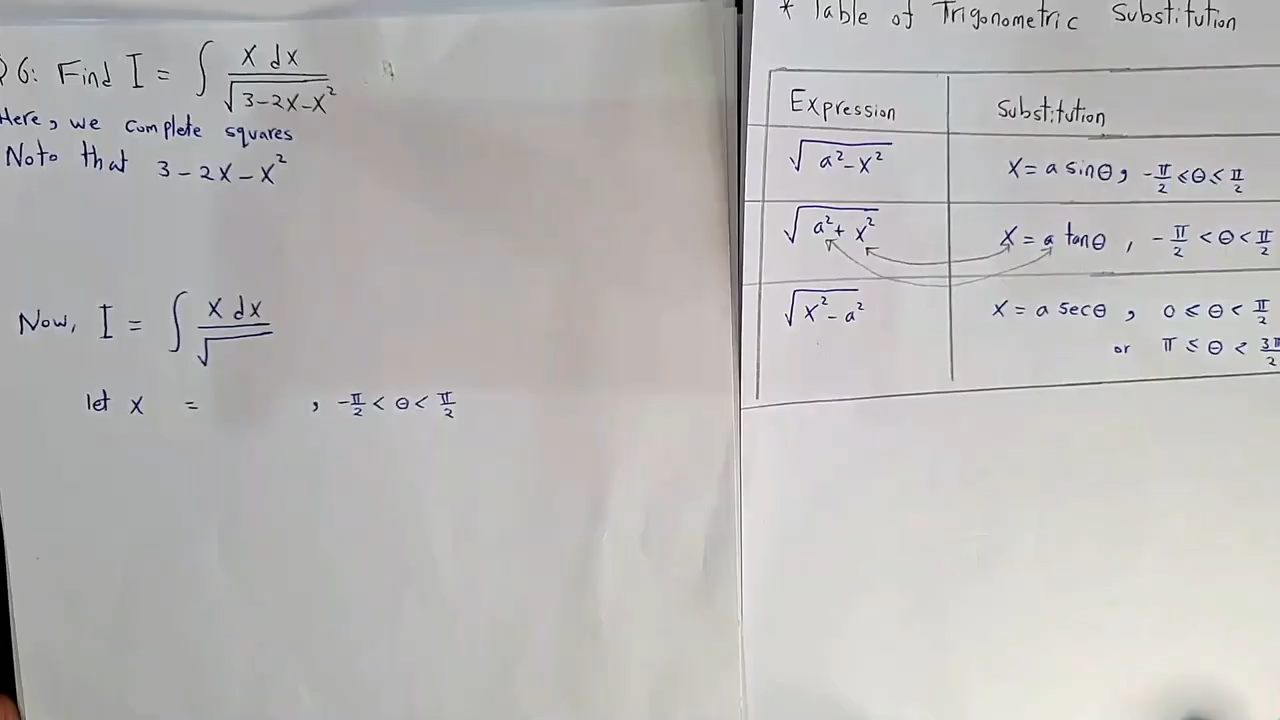 Q6: Find I = ∫ x dx / √(3-2x-x²)
Here, we complete squares
Note that 3-2x-x²
Now, I = ∫ x dx / √
let x = , -π/2 < θ < π/2
* Table of Trigonometric Substitution
Expression Substitution
√(a²-x²) x = a sinθ, -π/2 < θ < π/2
√(a²+x²) x = a tanθ, -π/2 < θ < π/2
√(x²-a²) x = a secθ, 0 ≤ θ < π/2
or π ≤ θ < 3π/2